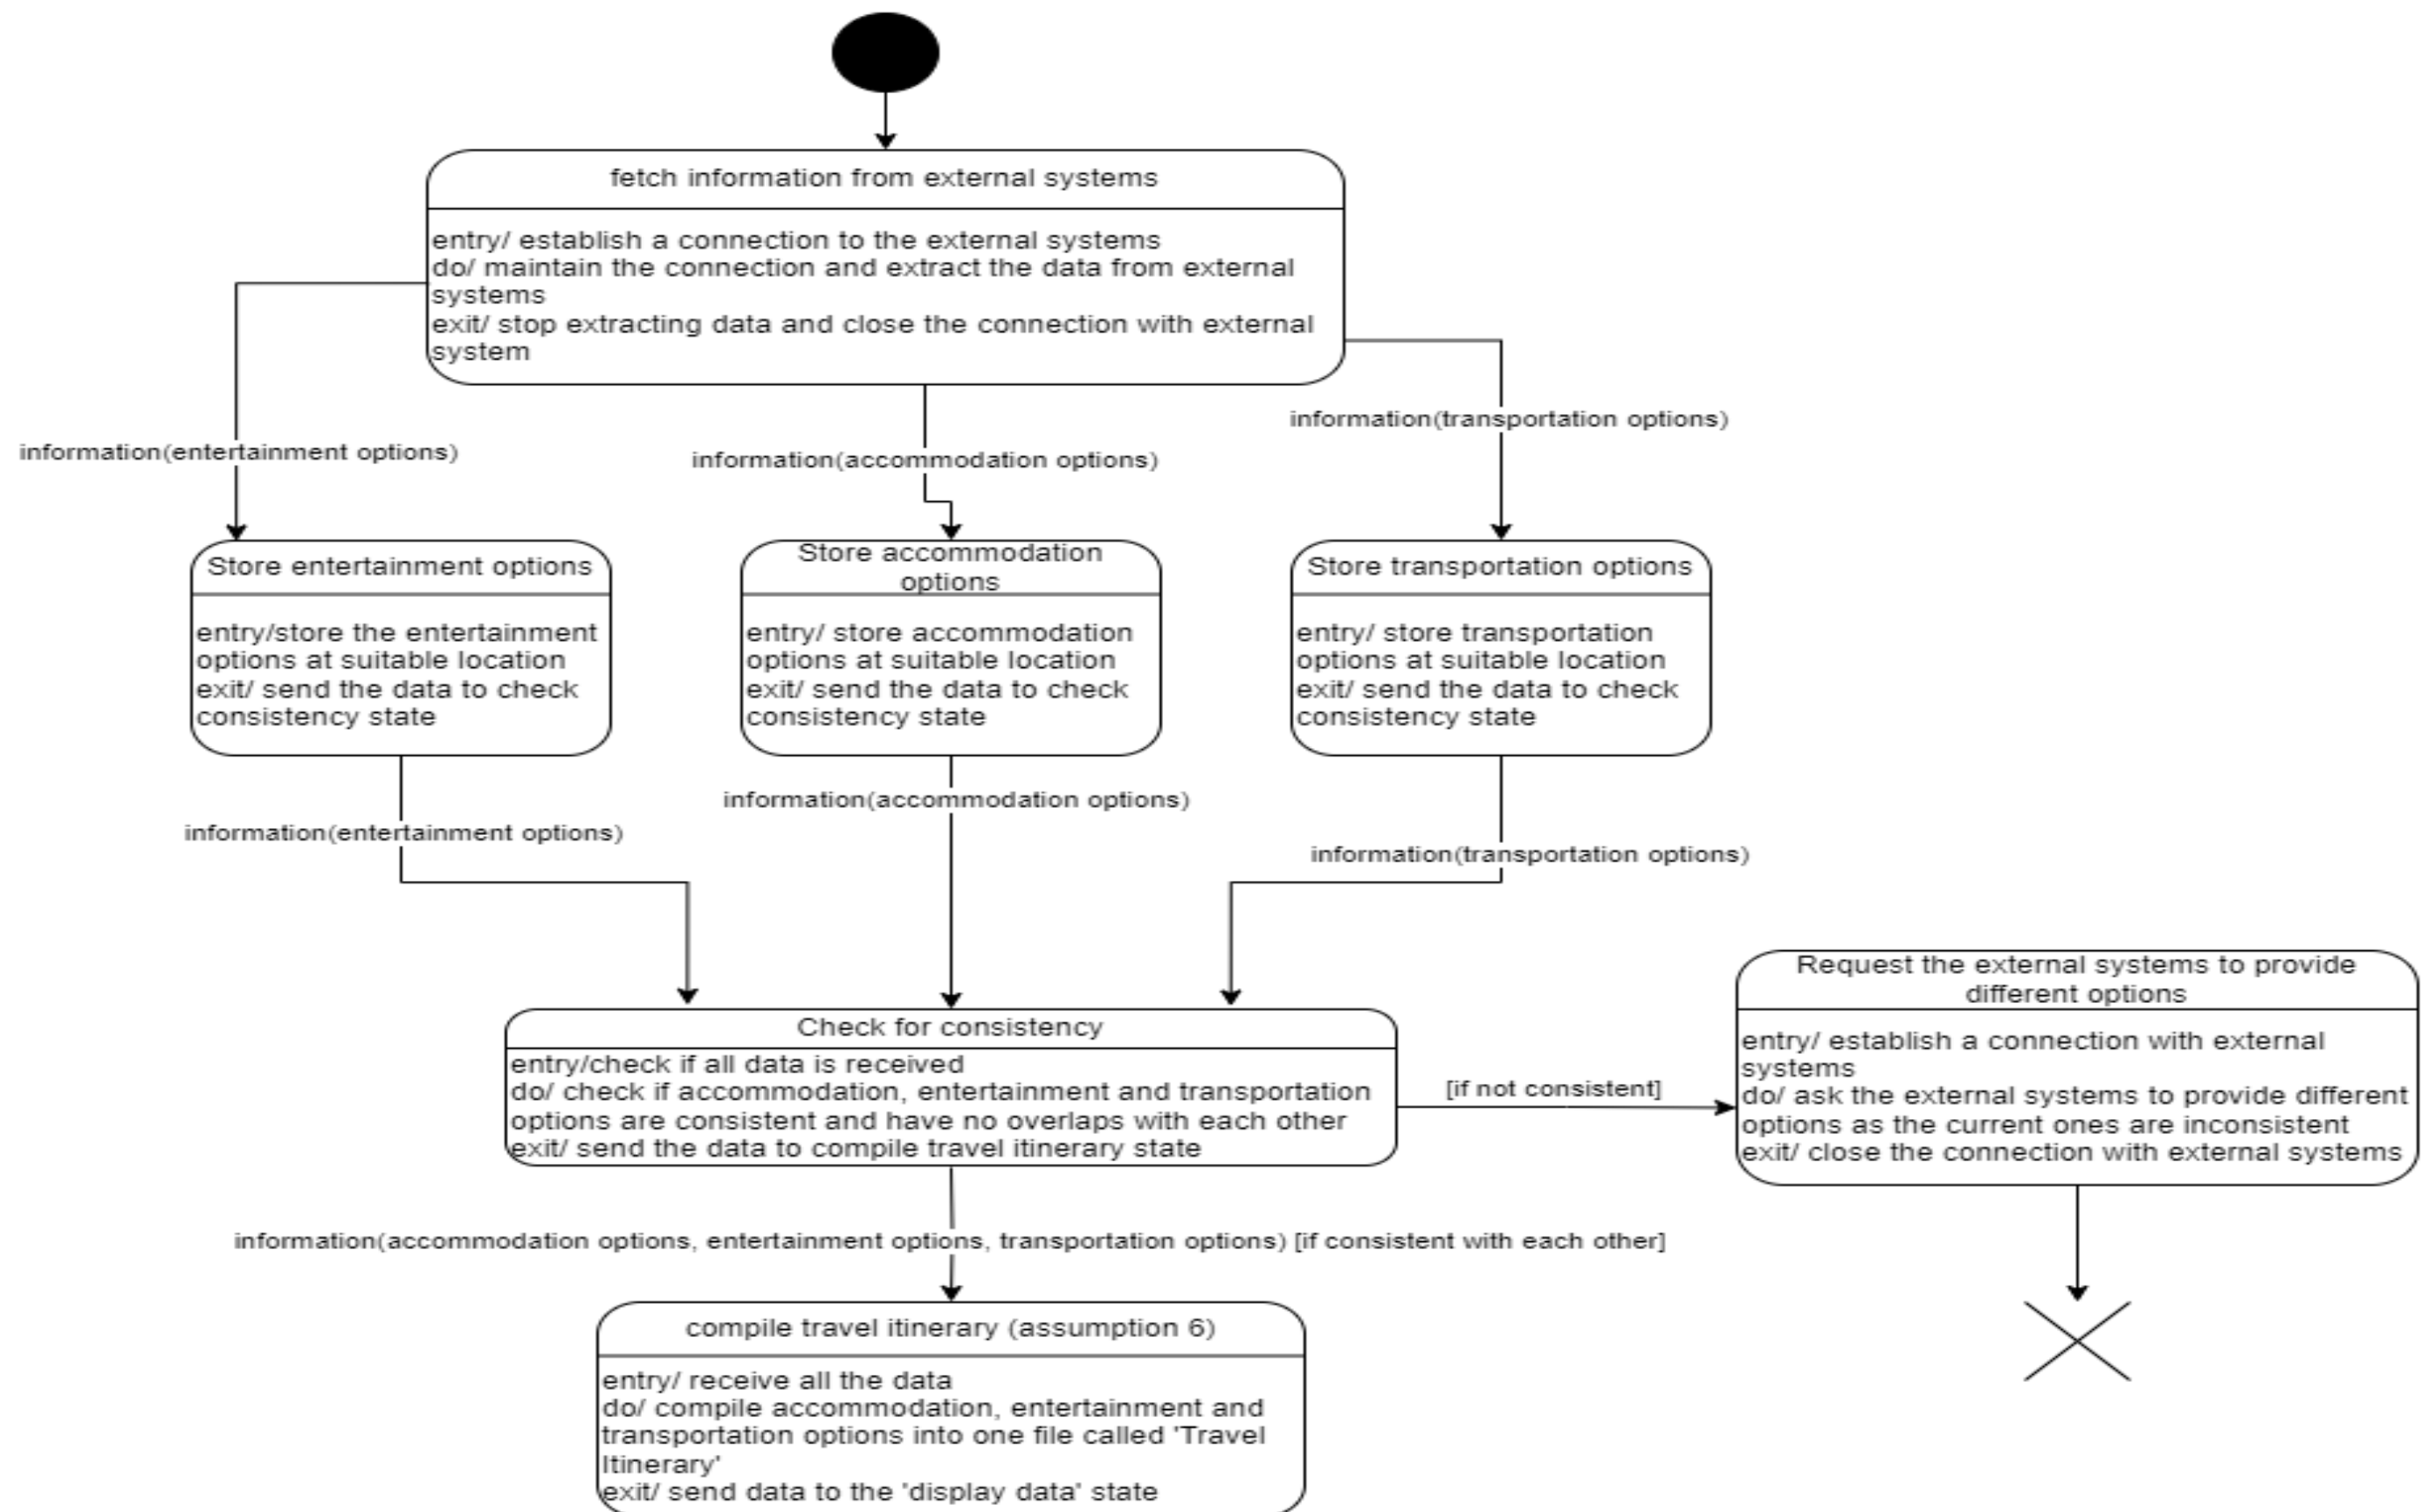 fetch information from external systems
entry/ establish a connection to the external systems
do/ maintain the connection and extract the data from external
systems
exit/ stop extracting data and close the connection with external
system
information(transportation options)
information(entertainment options)
information(accommodation options)
Store entertainment options
entry/store the entertainment
options at suitable location
exit/ send the data to check
consistency state
Store accommodation
options
entry/ store accommodation
options at suitable location
exit/ send the data to check
consistency state
Store transportation options
entry/ store transportation
options at suitable location
exit/ send the data to check
consistency state
information(accommodation options)
information(entertainment options)
information(transportation options)
Check for consistency
entry/check if all data is received
do/ check if accommodation, entertainment and transportation
options are consistent and have no overlaps with each other
exit/ send the data to compile travel itinerary state
[if not consistent]
Request the external systems to provide
different options
entry/ establish a connection with external
systems
do/ ask the external systems to provide different
options as the current ones are inconsistent
exit/ close the connection with external systems
information(accommodation options, entertainment options, transportation options) [if consistent with each other]
compile travel itinerary (assumption 6)
entry/ receive all the data
do/ compile accommodation, entertainment and
transportation options into one file called 'Travel
Itinerary'
exit/ send data to the 'display data' state